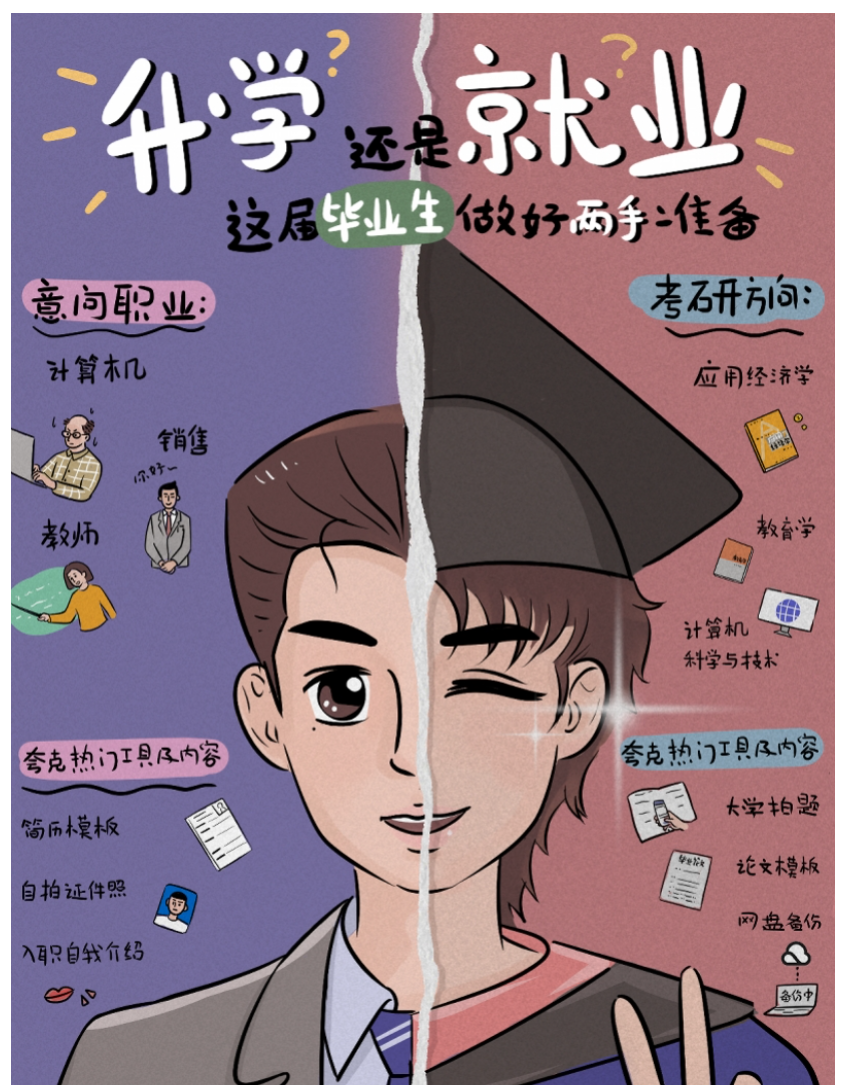 升学还是就业
这届毕业生做好两手准备
意向职业:
计算机
销售
你好~
教师
夸克热门工具及内容
简历模板
自拍证件照
入职自我介绍
考研方向:
应用经济学
教育学
计算机
科学与技术
夸克热门工具及内容
大学拍题
论文模板
毕业论文
网盘备份
备份中